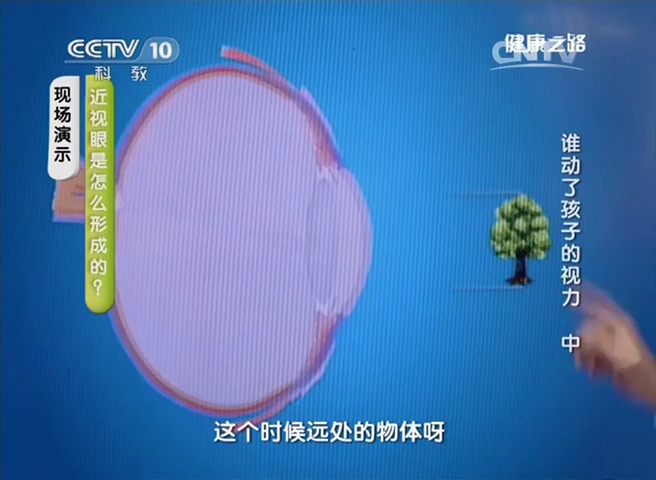 CCTV 10
科 教
健康之路
CNTV
现场演示
近视眼是怎么形成的？
谁动了孩子的视力 中
这个时候远处的物体呀